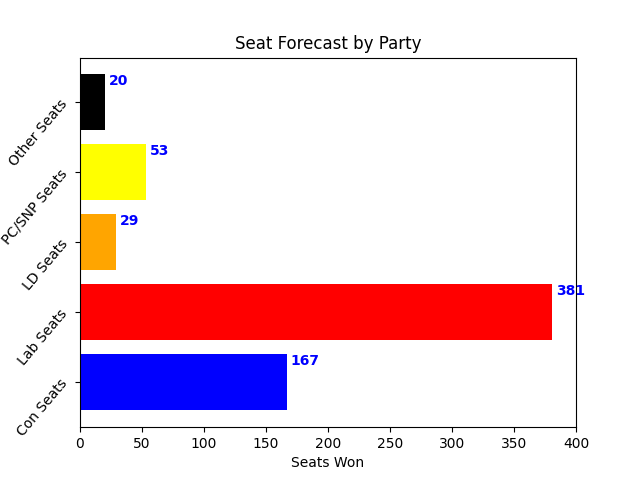 Seat Forecast by Party
Other Seats
20
PC/SNP Seats
53
LD Seats
29
Lab Seats
381
Con Seats
167
0 50 100 150 200 250 300 350 400
Seats Won